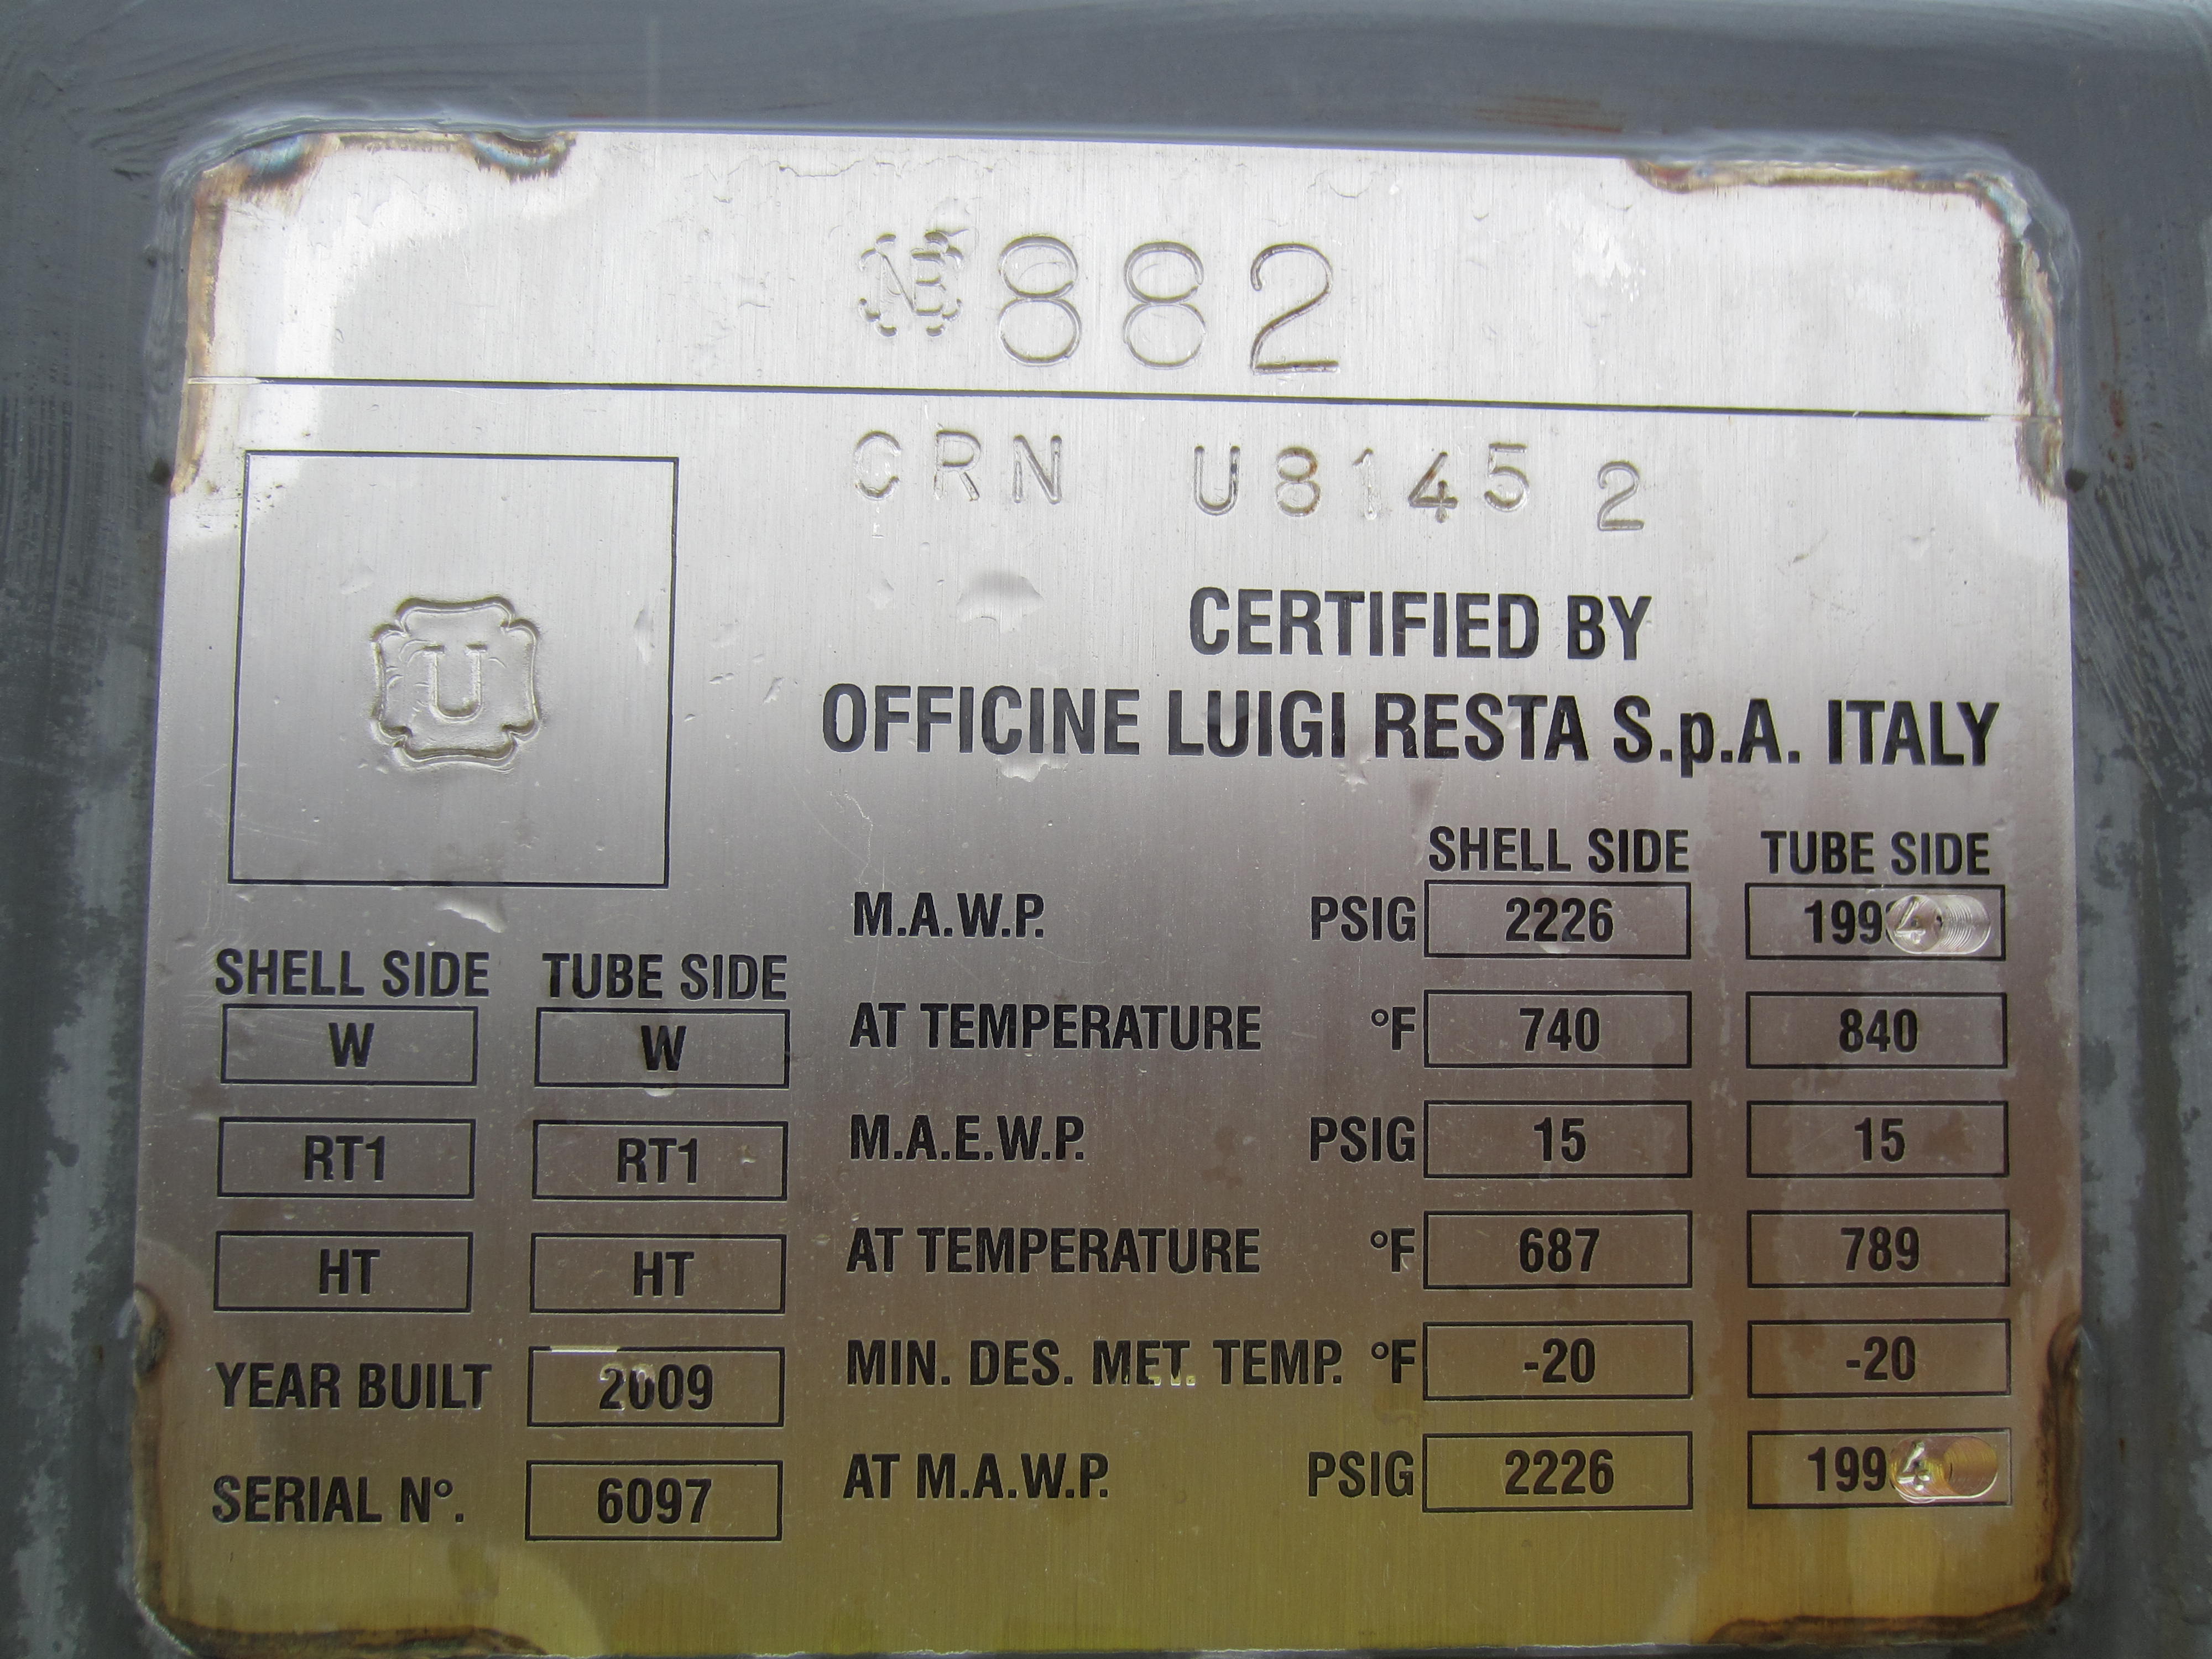 NB 882
CRN U8145 2
U
CERTIFIED BY
OFFICINE LUIGI RESTA S.p.A. ITALY
SHELL SIDE TUBE SIDE
M.A.W.P. PSIG 2226 1994
AT TEMPERATURE °F 740 840
M.A.E.W.P. PSIG 15 15
AT TEMPERATURE °F 687 789
MIN. DES. MET. TEMP. °F -20 -20
AT M.A.W.P. PSIG 2226 1994
SHELL SIDE TUBE SIDE
W W
RT1 RT1
HT HT
YEAR BUILT 2009
SERIAL N°. 6097